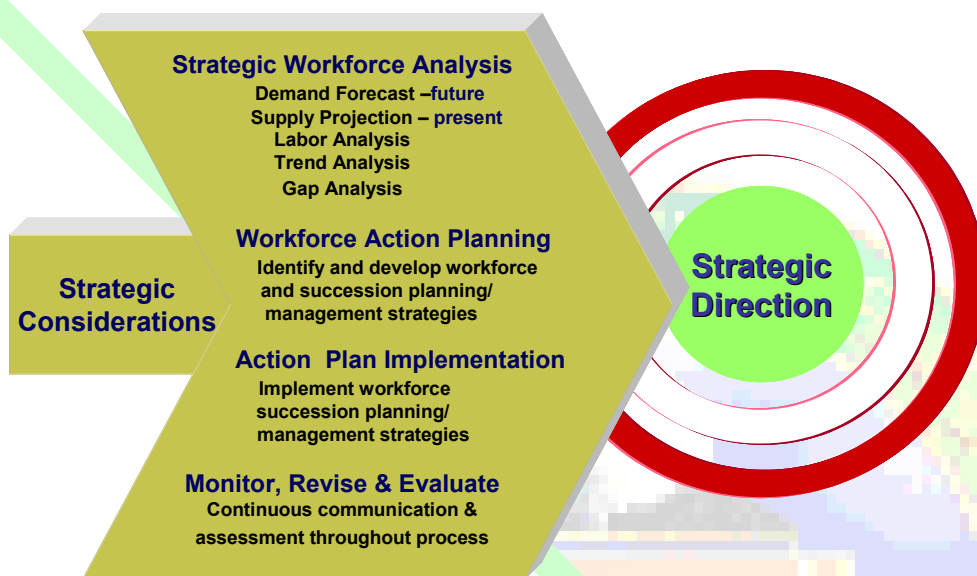 Strategic Workforce Analysis
Demand Forecast –future
Supply Projection – present
Labor Analysis
Trend Analysis
Gap Analysis
Workforce Action Planning
Identify and develop workforce
and succession planning/
management strategies
Strategic
Considerations
Action  Plan Implementation
Implement workforce
succession planning/
management strategies
Monitor, Revise & Evaluate
Continuous communication &
assessment throughout process
Strategic
Direction